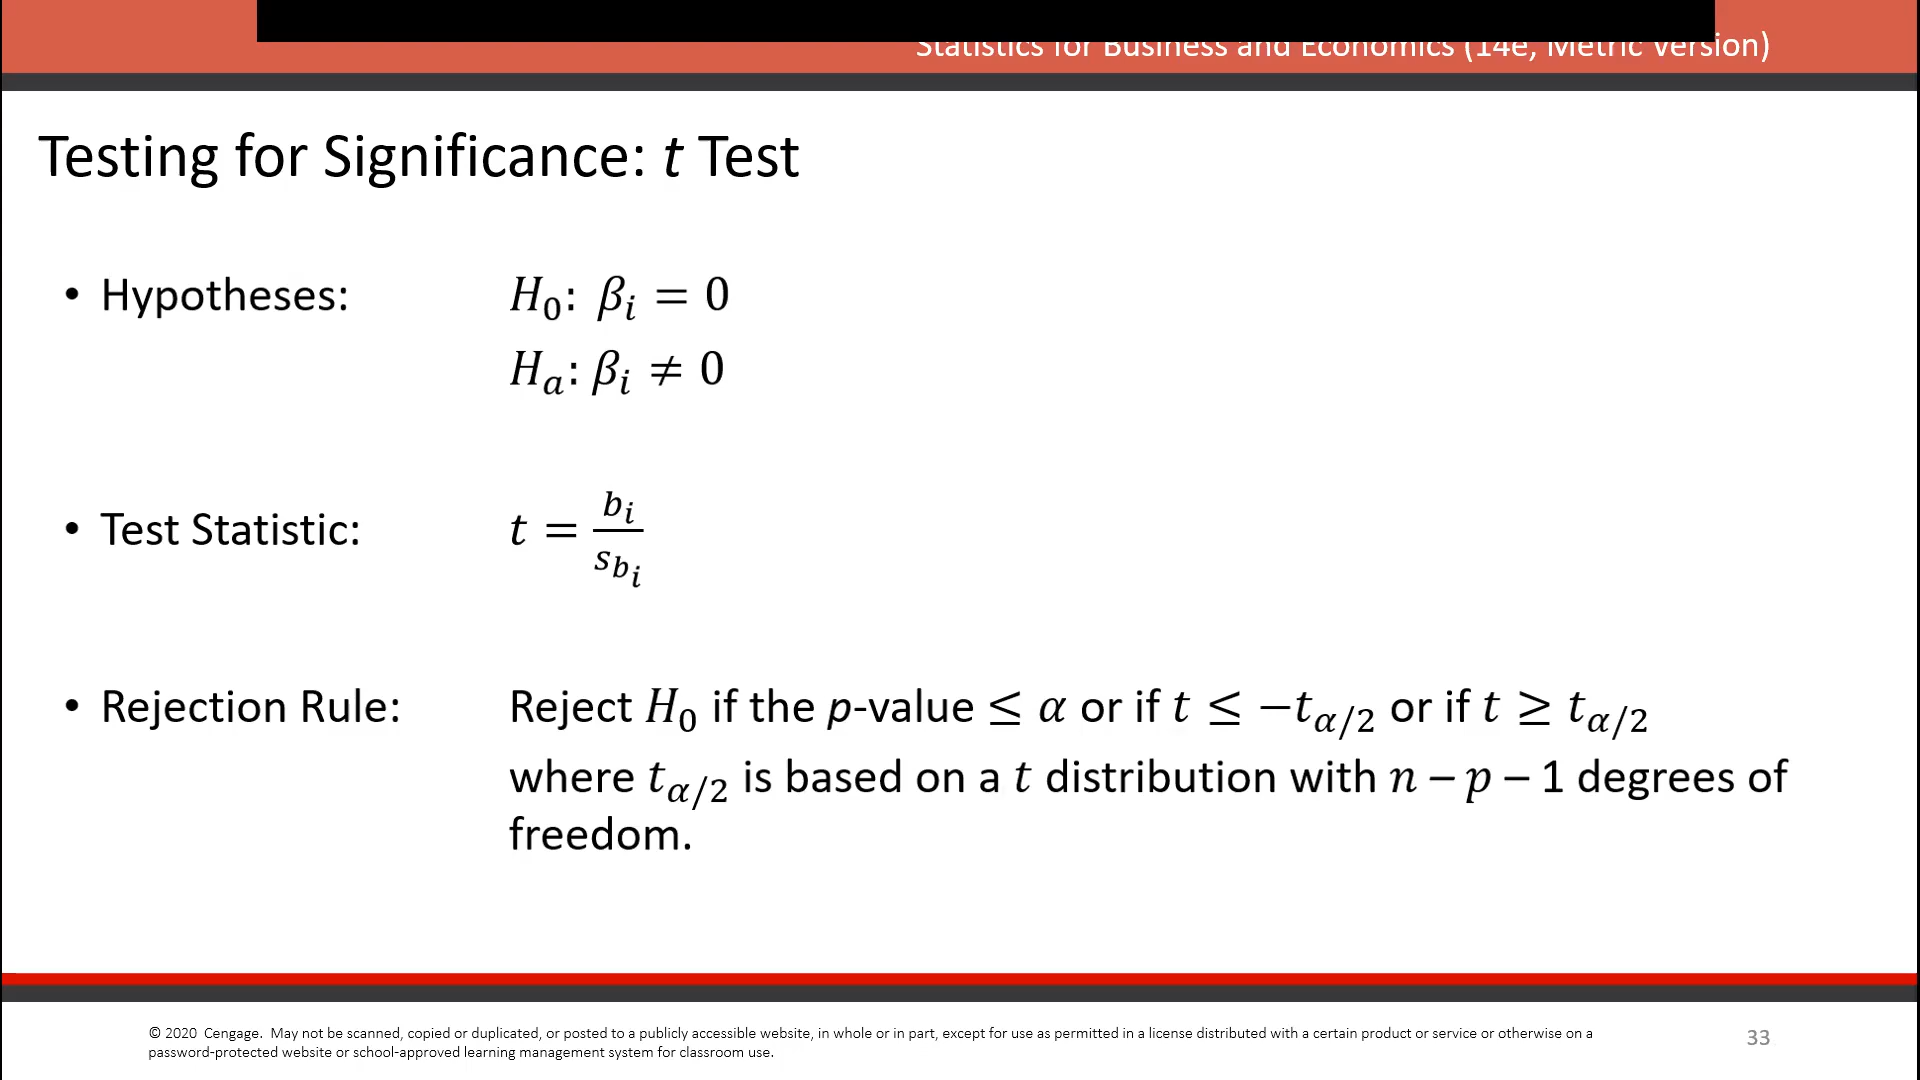 Statistics for Business and Economics (14e, Metric Version)
Testing for Significance: t Test
• Hypotheses: H₀: βᵢ = 0
Hₐ: βᵢ ≠ 0
• Test Statistic: t = bᵢ / s_bᵢ
• Rejection Rule: Reject H₀ if the p-value ≤ α or if t ≤ −t_α/2 or if t ≥ t_α/2
where t_α/2 is based on a t distribution with n – p – 1 degrees of
freedom.
© 2020 Cengage. May not be scanned, copied or duplicated, or posted to a publicly accessible website, in whole or in part, except for use as permitted in a license distributed with a certain product or service or otherwise on a
password-protected website or school-approved learning management system for classroom use.
33